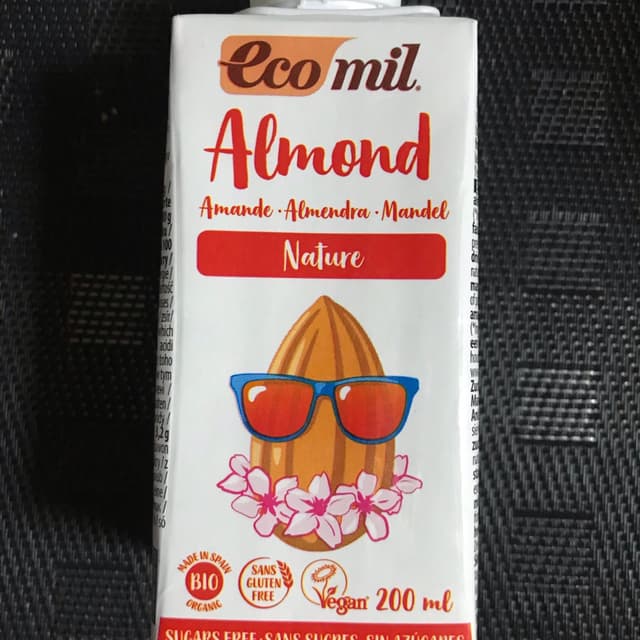 ecomil®
Almond
Amande · Almendra · Mandel
Nature
MADE IN SPAIN
BIO
ORGANIC
SANS
GLUTEN
FREE
Vegan
200 ml
SUGARS FREE · SANS SUCRES · SIN AZÚCARES